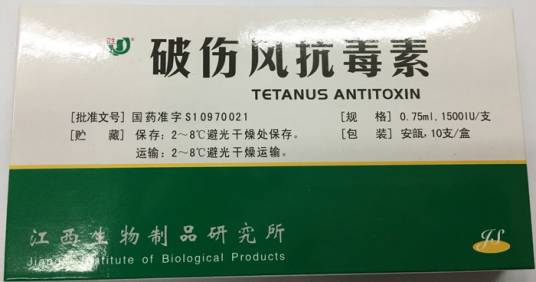 破伤风抗毒素
TETANUS ANTITOXIN
[批准文号] 国药准字S10970021
[规 格] 0.75ml,1500IU/支
[贮 藏] 保存:2~8℃避光干燥处保存。
[包 装] 安瓿,10支/盒
运输:2~8℃避光干燥运输。
江西生物制品研究所
Institute of Biological Products
JS